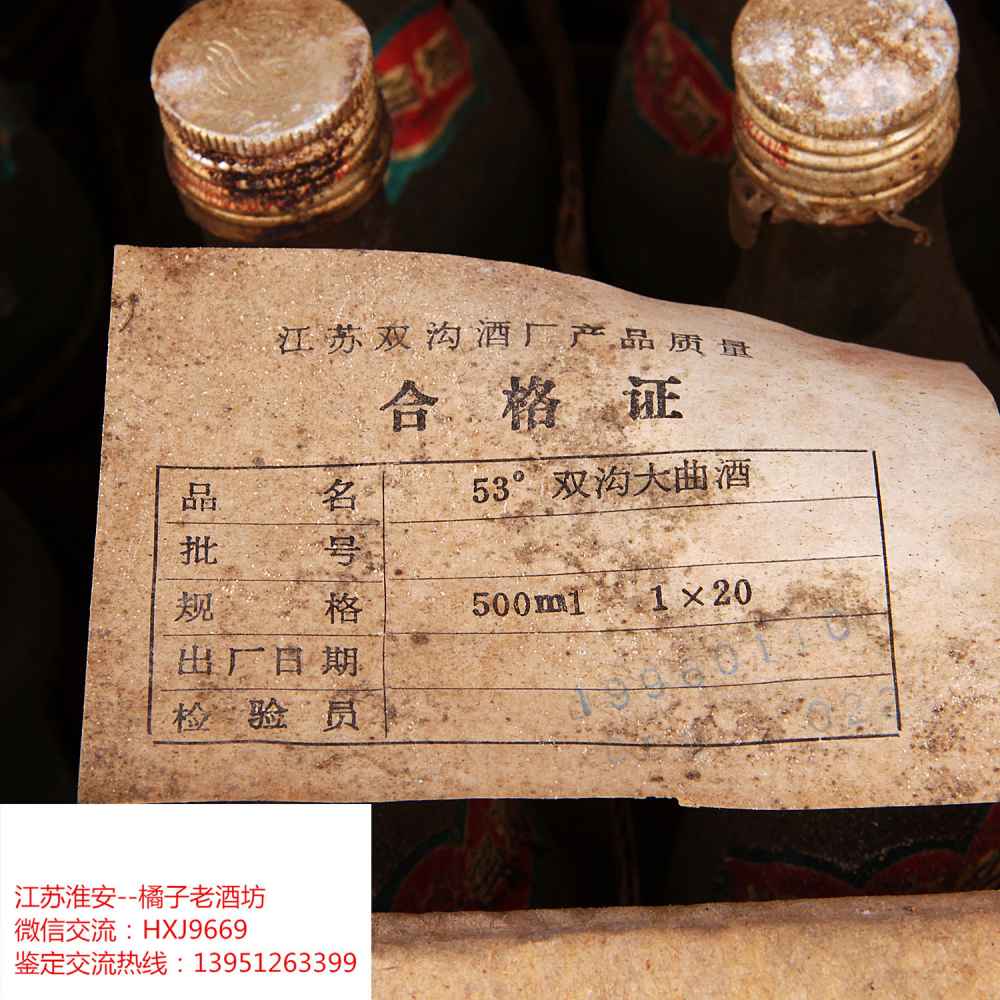 江苏双沟酒厂产品质量
合格证
品名 53° 双沟大曲酒
批号
规格 500ml 1×20
出厂日期 19960110
检验员 022
江苏淮安--橘子老酒坊
微信交流：HXJ9669
鉴定交流热线：13951263399